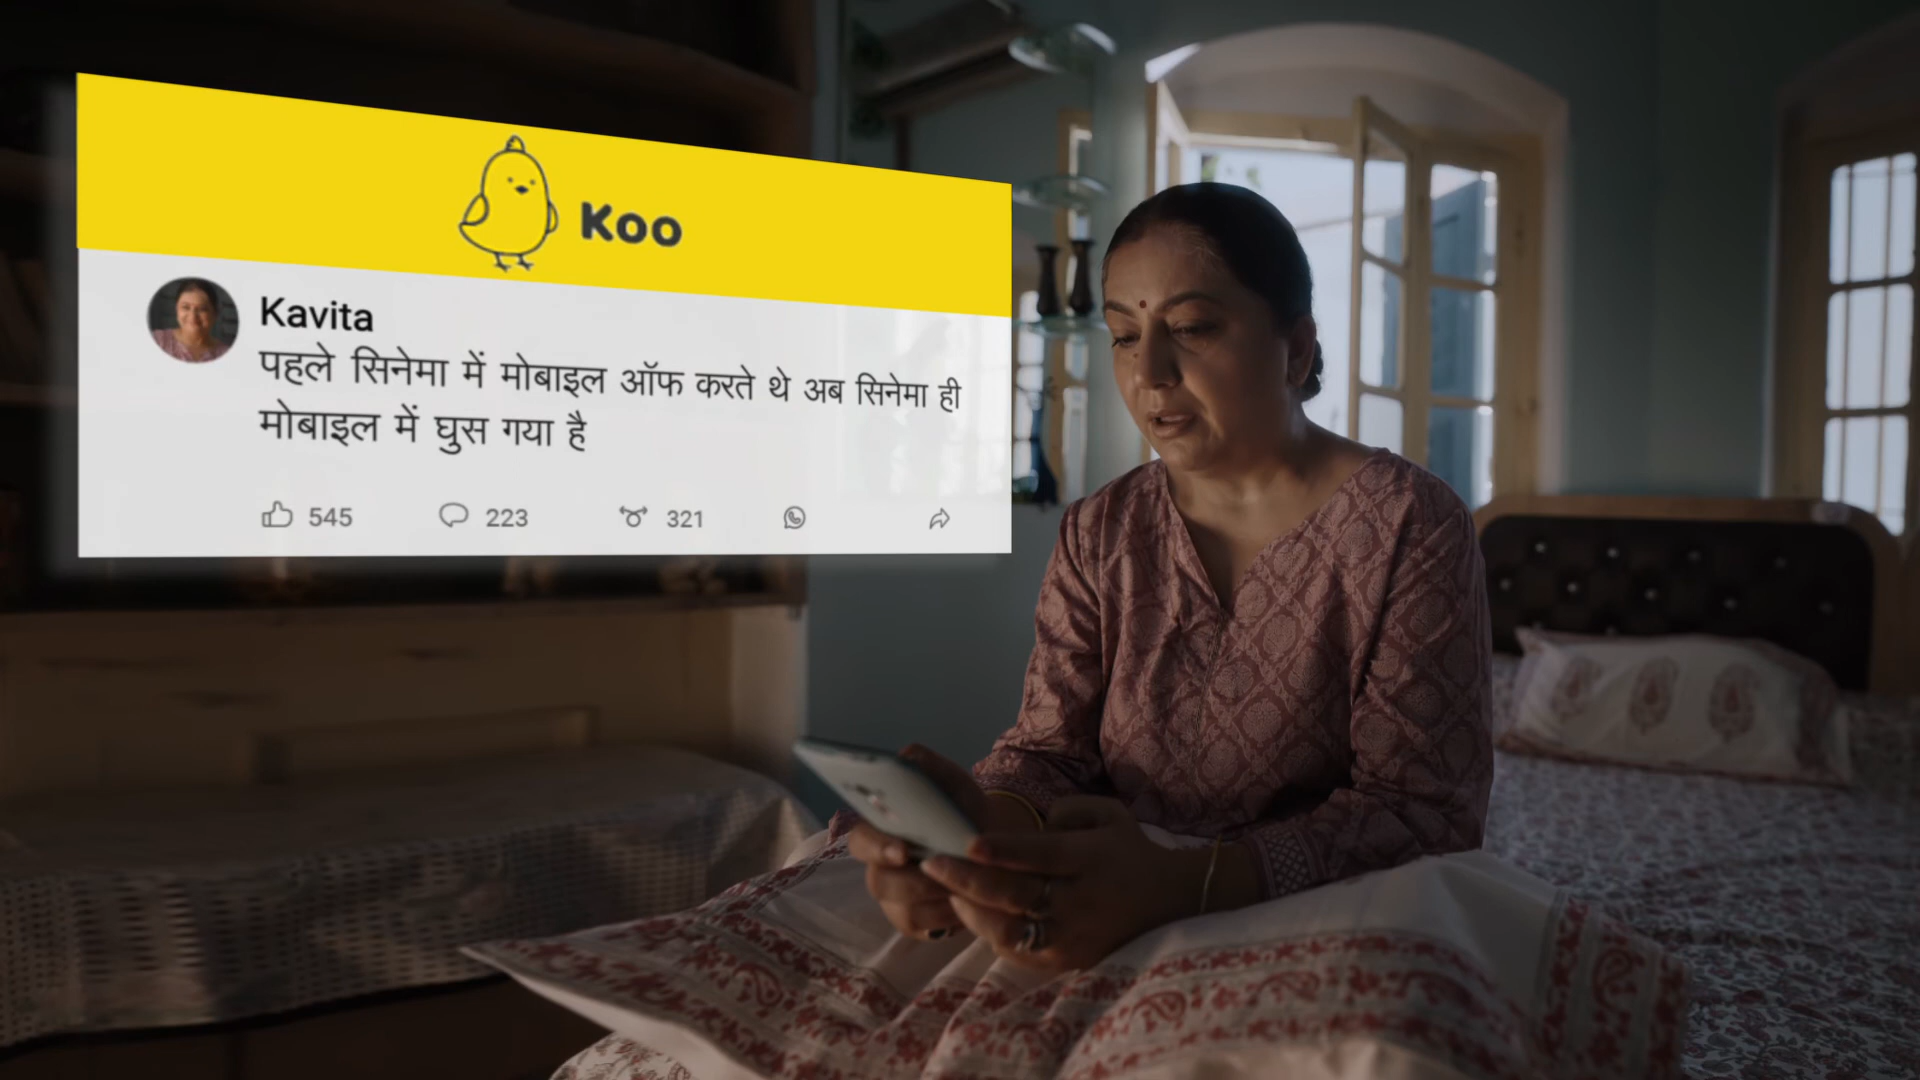 Koo
Kavita
पहले सिनेमा में मोबाइल ऑफ करते थे अब सिनेमा ही
मोबाइल में घुस गया है
545 223 321